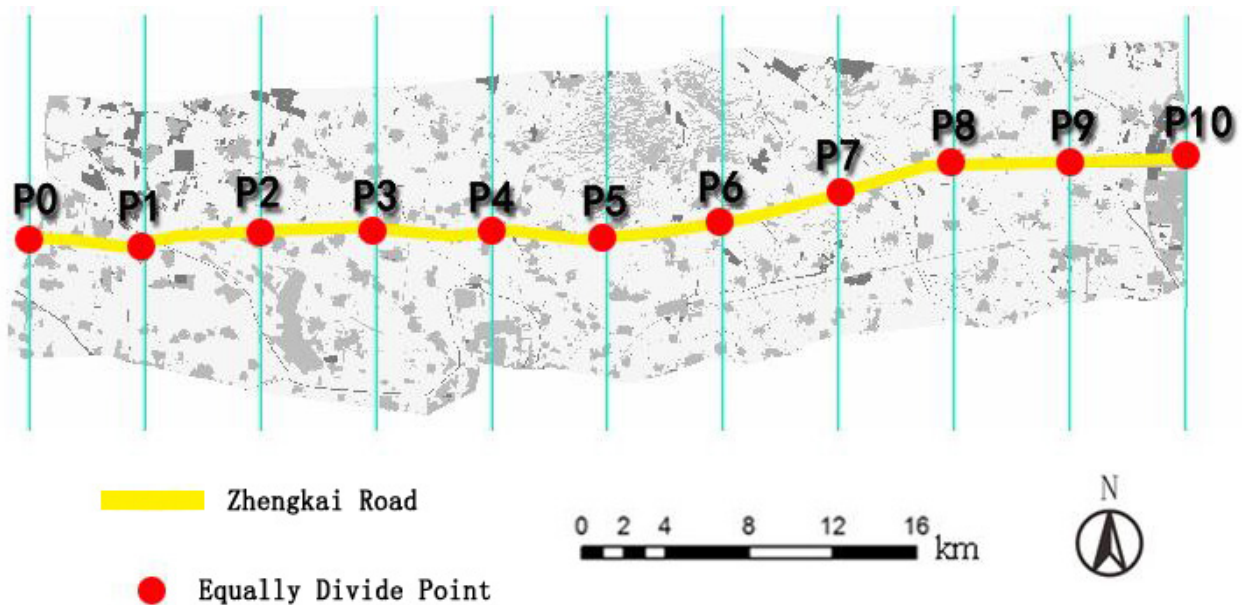 P0 P1 P2 P3 P4 P5 P6 P7 P8 P9 P10
Zhengkai Road
0 2 4 8 12 16 km
N
Equally Divide Point